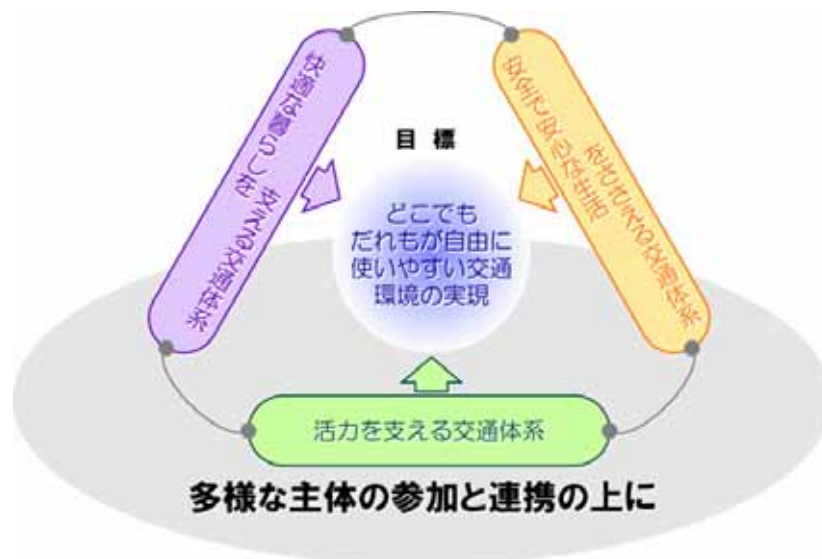 快適な暮らしを
支える交通体系
安全で安心な生活
をささえる交通体系
目 標
どこでも
だれもが自由に
使いやすい交通
環境の実現
活力を支える交通体系
多様な主体の参加と連携の上に